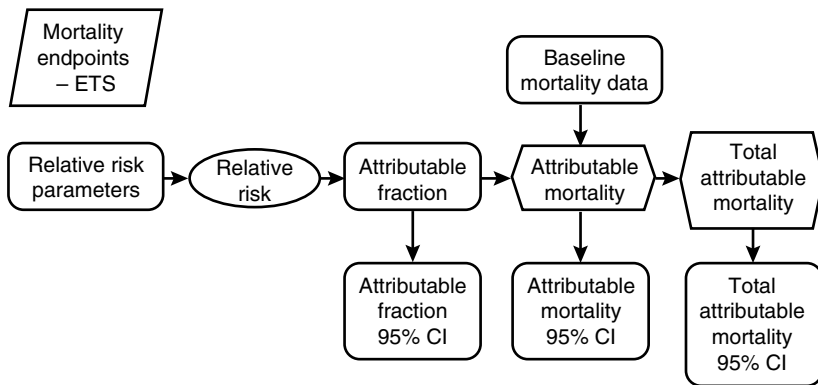 Mortality
endpoints
– ETS
Baseline
mortality data
Relative risk
parameters
Relative
risk
Attributable
fraction
Attributable
mortality
Total
attributable
mortality
Attributable
fraction
95% CI
Attributable
mortality
95% CI
Total
attributable
mortality
95% CI